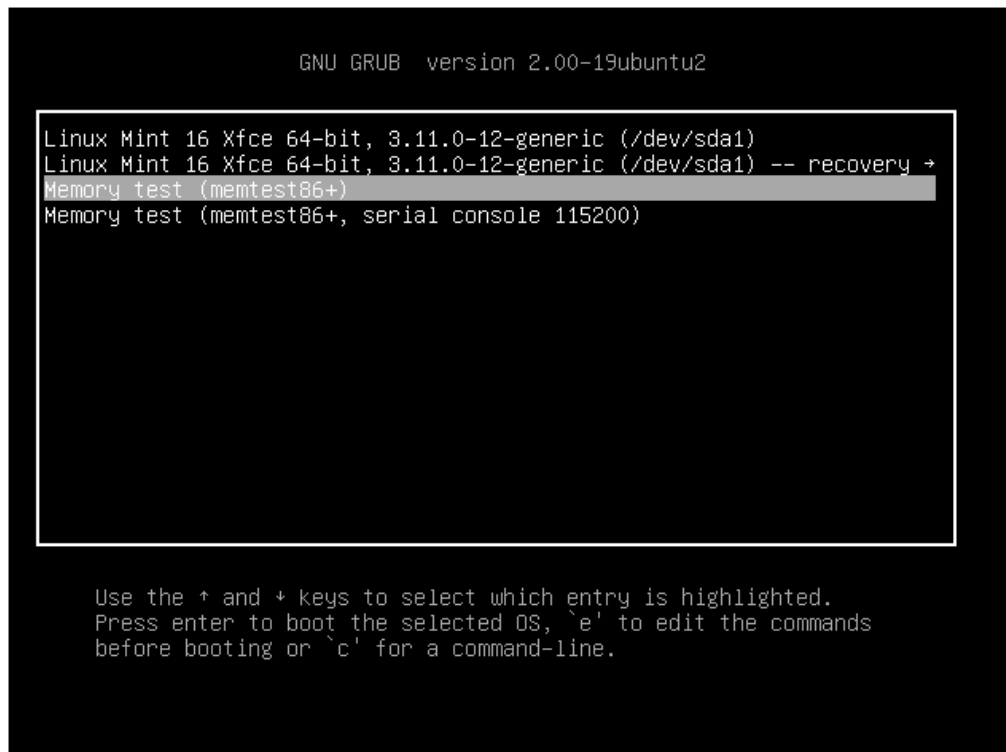 GNU GRUB  version 2.00-19ubuntu2
Linux Mint 16 Xfce 64-bit, 3.11.0-12-generic (/dev/sda1)
Linux Mint 16 Xfce 64-bit, 3.11.0-12-generic (/dev/sda1) -- recovery →
Memory test (memtest86+)
Memory test (memtest86+, serial console 115200)
Use the ↑ and ↓ keys to select which entry is highlighted.
Press enter to boot the selected OS, `e' to edit the commands
before booting or `c' for a command-line.